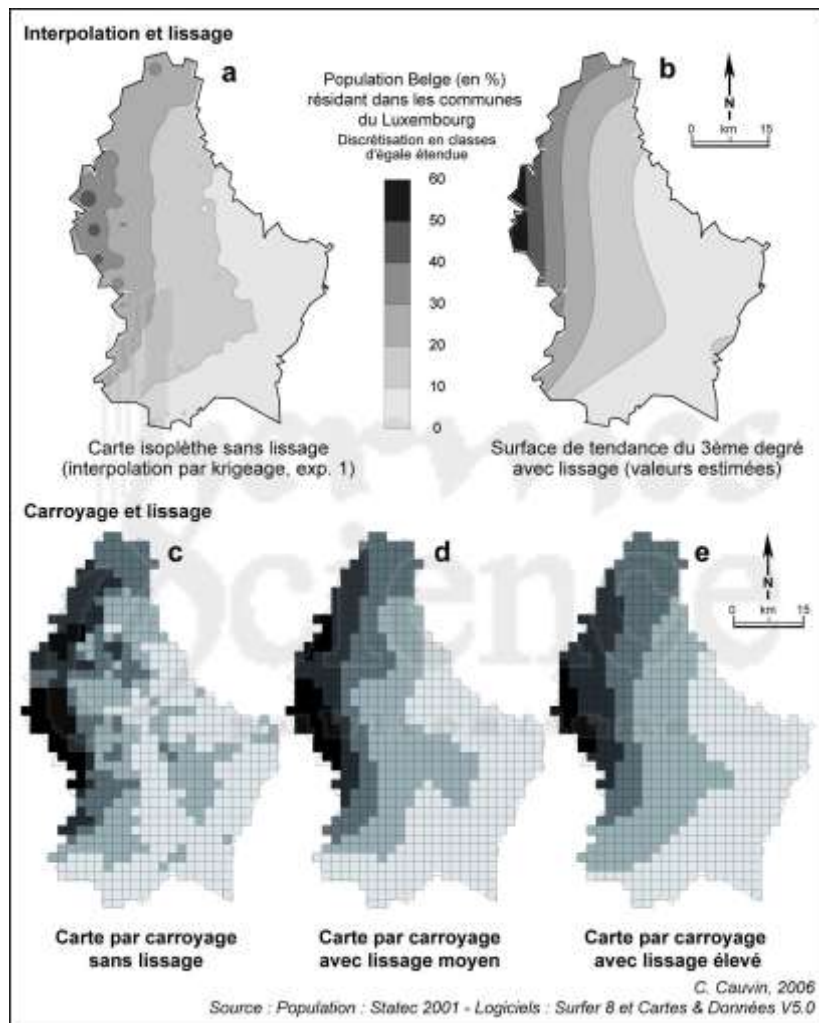 Interpolation et lissage
a
Population Belge (en %)
résidant dans les communes
du Luxembourg
Discrétisation en classes
d'égale étendue
60
50
40
30
20
10
0
b
N
0 km 15
Carte isoplèthe sans lissage
(interpolation par krigeage, exp. 1)
Surface de tendance du 3ème degré
avec lissage (valeurs estimées)
Carroyage et lissage
c
d
e
N
0 km 15
Carte par carroyage
sans lissage
Carte par carroyage
avec lissage moyen
Carte par carroyage
avec lissage élevé
C. Cauvin, 2006
Source : Population : Statec 2001 - Logiciels : Surfer 8 et Cartes & Données V5.0